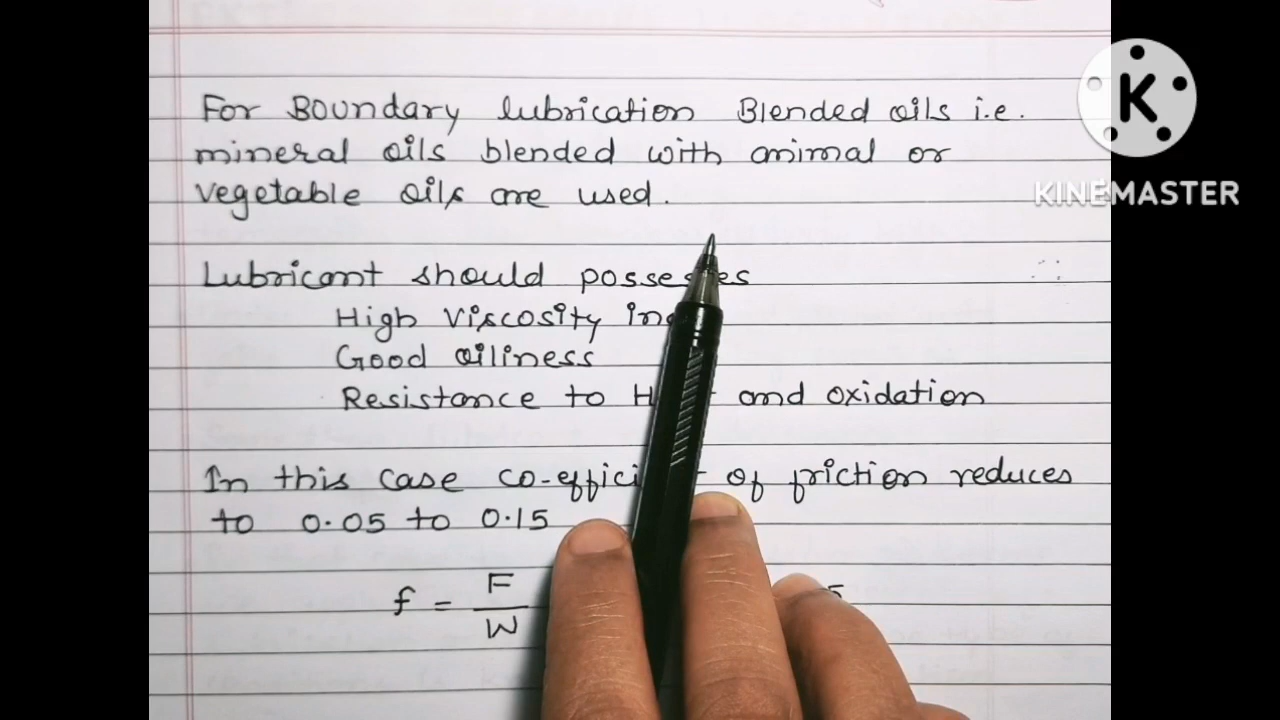 For Boundary lubrication Blended oils i.e.
mineral oils blended with animal or
vegetable oils are used.
Lubricant should possesses
High Viscosity
Good oiliness
Resistance to and oxidation
In this case of friction reduces
to 0.05 to 0.15
f = F
W
K
KINEMASTER